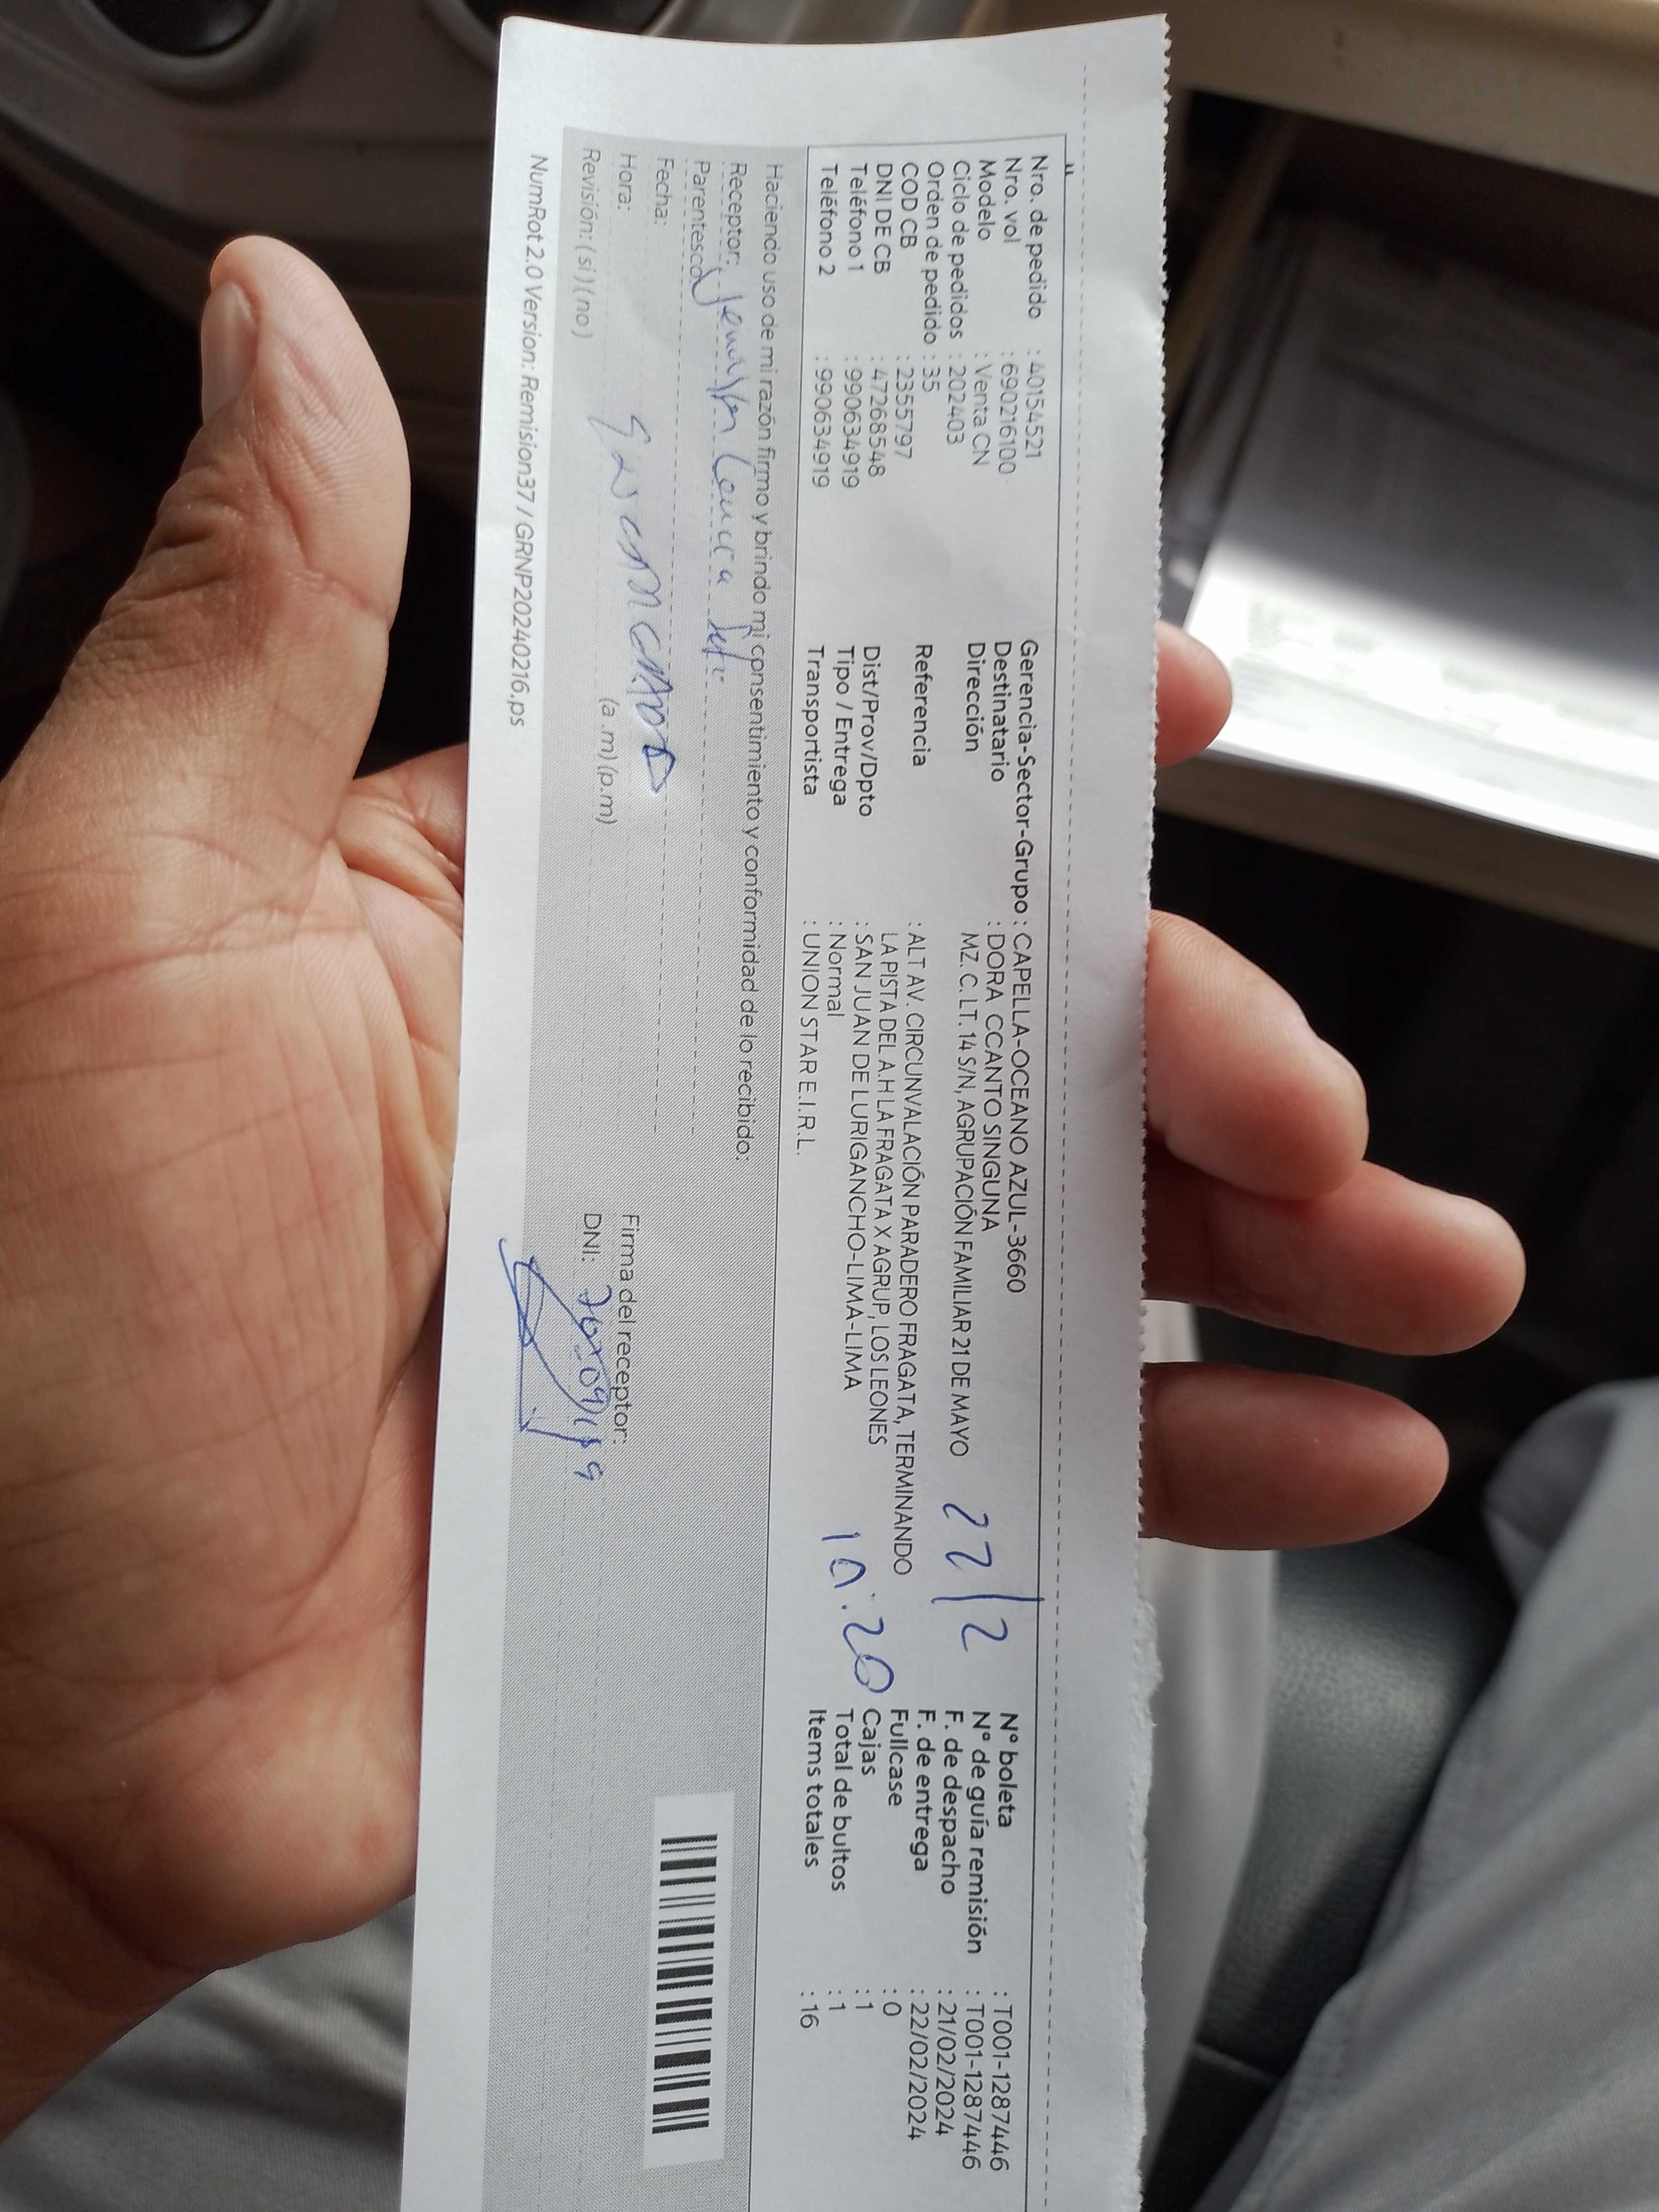 Nro. de pedido : 40154521
Nro. vol : 690216100
Modelo : Venta CN
Ciclo de pedidos : 202403
Orden de pedido : 35
COD CB : 2355797
DNI DE CB : 47268548
Teléfono 1 : 990634919
Teléfono 2 : 990634919
Gerencia-Sector-Grupo : CAPELLA-OCEANO AZUL-3660
Destinatario : DORA CCANTO SINGUNA
Dirección MZ. C. LT. 14 S/N, AGRUPACIÓN FAMILIAR 21 DE MAYO
Referencia : ALT AV. CIRCUNVALACIÓN PARADERO FRAGATA, TERMINANDO
LA PISTA DEL A.H LA FRAGATA X AGRUP, LOS LEONES
Dist/Prov/Dpto : SAN JUAN DE LURIGANCHO-LIMA-LIMA
Tipo / Entrega : Normal
Transportista : UNION STAR E.I.R.L.
22/2
10:20
N° boleta : T001-1287446
N° de guía remisión : T001-1287446
F. de despacho : 21/02/2024
F. de entrega : 22/02/2024
Fullcase : 0
Cajas : 1
Total de bultos : 1
Items totales : 16
Haciendo uso de mi razón firmo y brindo mi consentimiento y conformidad de lo recibido:
Receptor:
Parentesco
Fecha:
Hora: (a .m) (p.m)
Revisión: ( si ) ( no )
Firma del receptor:
DNI:
NumRot 2.0 Version: Remision37 / GRNP20240216.ps